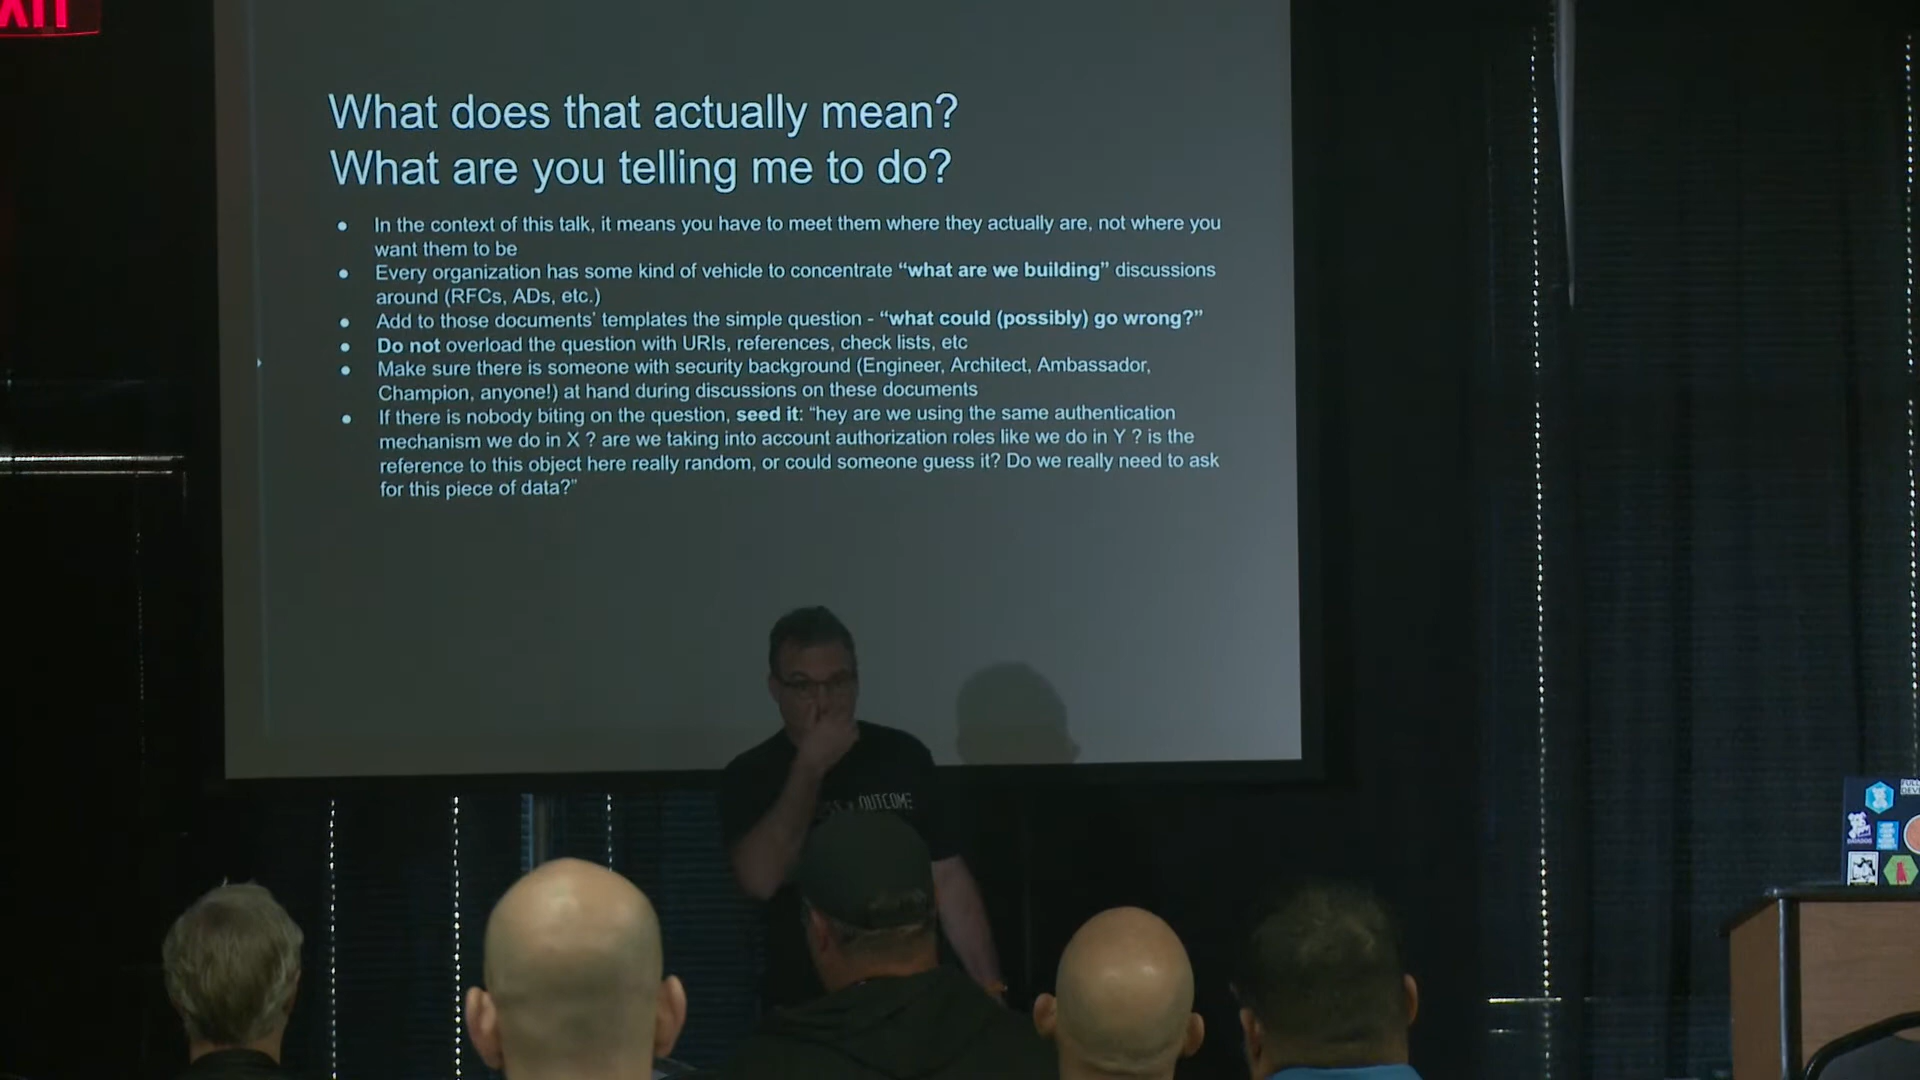 What does that actually mean?
What are you telling me to do?
● In the context of this talk, it means you have to meet them where they actually are, not where you
want them to be
● Every organization has some kind of vehicle to concentrate “what are we building” discussions
around (RFCs, ADs, etc.)
● Add to those documents’ templates the simple question - “what could (possibly) go wrong?”
● Do not overload the question with URIs, references, check lists, etc
● Make sure there is someone with security background (Engineer, Architect, Ambassador,
Champion, anyone!) at hand during discussions on these documents
● If there is nobody biting on the question, seed it: “hey are we using the same authentication
mechanism we do in X ? are we taking into account authorization roles like we do in Y ? is the
reference to this object here really random, or could someone guess it? Do we really need to ask
for this piece of data?”
OUTCOME